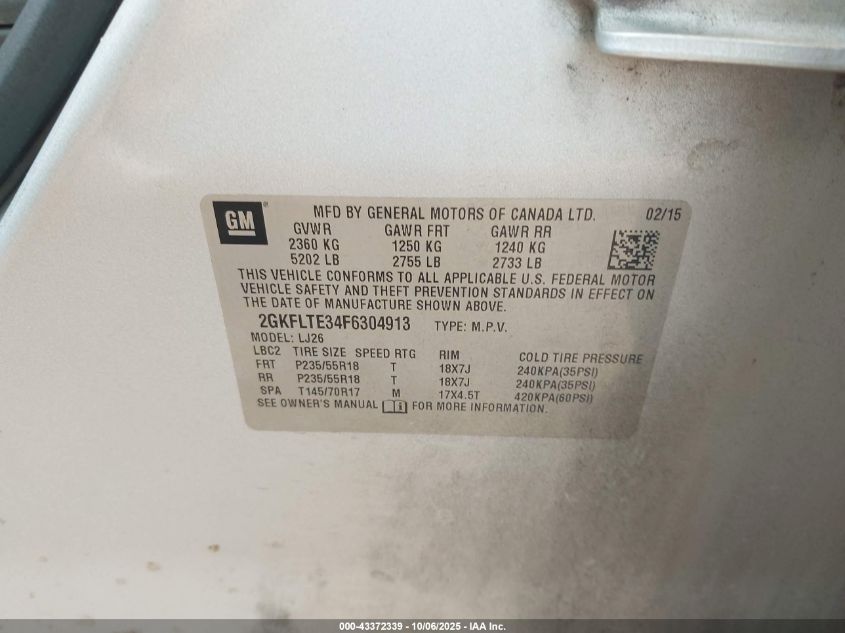 GM
MFD BY GENERAL MOTORS OF CANADA LTD. 02/15
GVWR GAWR FRT GAWR RR
2360 KG 1250 KG 1240 KG
5202 LB 2755 LB 2733 LB
THIS VEHICLE CONFORMS TO ALL APPLICABLE U.S. FEDERAL MOTOR
VEHICLE SAFETY AND THEFT PREVENTION STANDARDS IN EFFECT ON
THE DATE OF MANUFACTURE SHOWN ABOVE.
2GKFLTE34F6304913 TYPE: M.P.V.
MODEL: LJ26
LBC2 TIRE SIZE SPEED RTG RIM COLD TIRE PRESSURE
FRT P235/55R18 T 18X7J 240KPA(35PSI)
RR P235/55R18 T 18X7J 240KPA(35PSI)
SPA T145/70R17 M 17X4.5T 420KPA(60PSI)
SEE OWNER'S MANUAL FOR MORE INFORMATION.
000-43372339 - 10/06/2025 - IAA Inc.